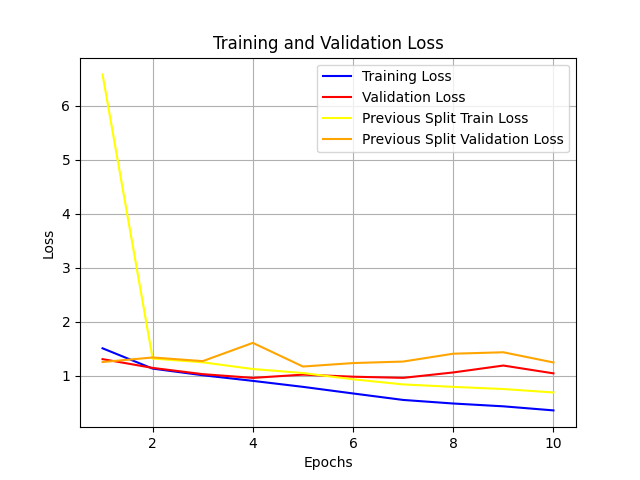 Training and Validation Loss
Training Loss
Validation Loss
Previous Split Train Loss
Previous Split Validation Loss
6
5
4
3
2
1
Loss
2
4
6
8
10
Epochs